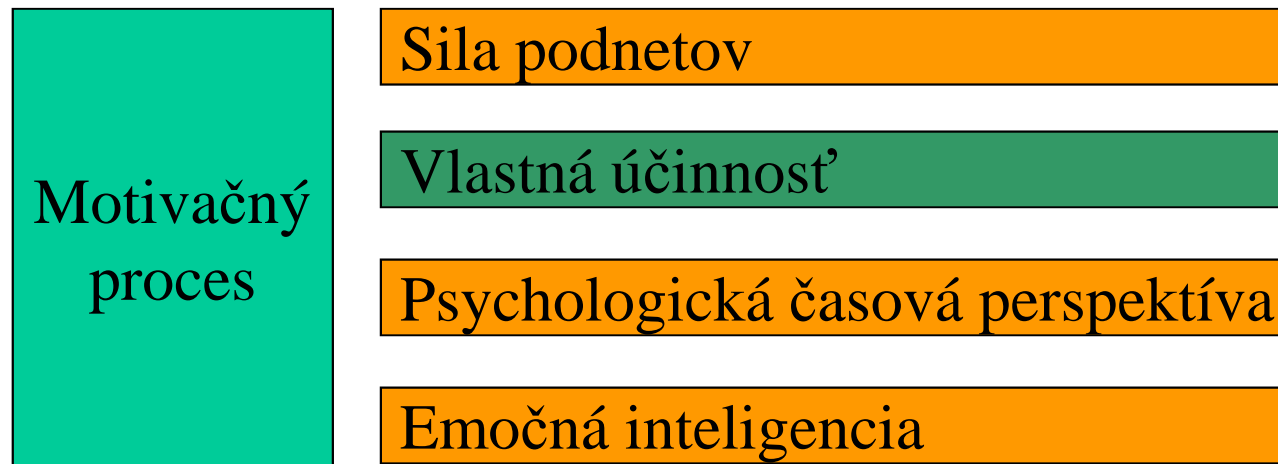 Motivačný
proces
Sila podnetov
Vlastná účinnosť
Psychologická časová perspektíva
Emočná inteligencia